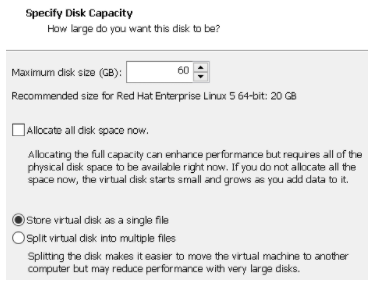 Specify Disk Capacity
How large do you want this disk to be?
Maximum disk size (GB): 60
Recommended size for Red Hat Enterprise Linux 5 64-bit: 20 GB
Allocate all disk space now.
Allocating the full capacity can enhance performance but requires all of the
physical disk space to be available right now. If you do not allocate all the
space now, the virtual disk starts small and grows as you add data to it.
Store virtual disk as a single file
Split virtual disk into multiple files
Splitting the disk makes it easier to move the virtual machine to another
computer but may reduce performance with very large disks.